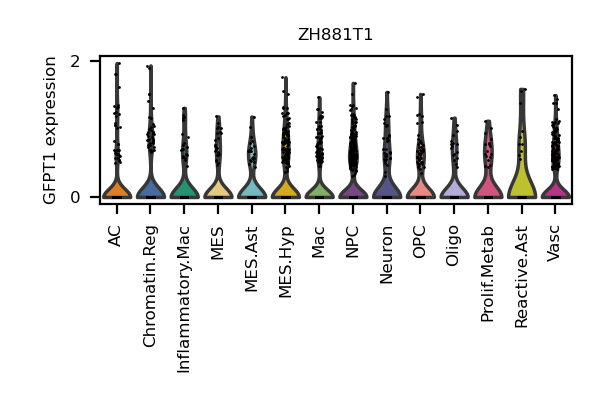 ZH881T1
GFPT1 expression
2
0
AC
Chromatin.Reg
Inflammatory.Mac
MES
MES.Ast
MES.Hyp
Mac
NPC
Neuron
OPC
Oligo
Prolif.Metab
Reactive.Ast
Vasc